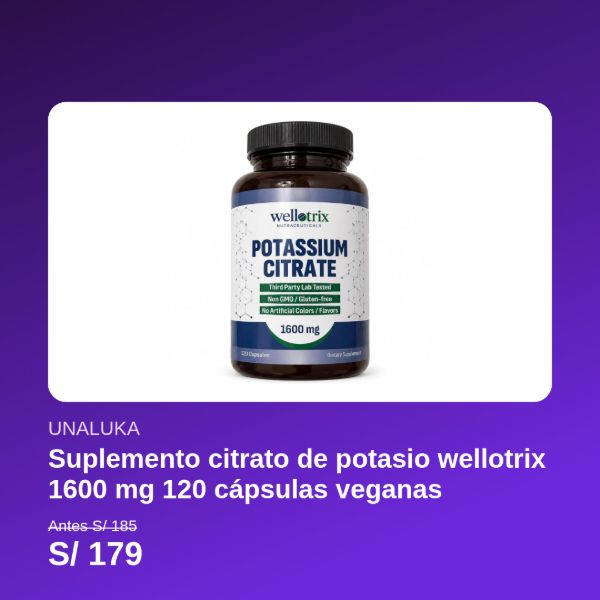 wellotrix
NUTRACEUTICALS
POTASSIUM
CITRATE
Third Party Lab Tested
Non GMO / Gluten-free
No Artificial Colors / Flavors
1600 mg
120 Capsules Dietary Supplement
UNALUKA
Suplemento citrato de potasio wellotrix
1600 mg 120 cápsulas veganas
Antes S/ 185
S/ 179